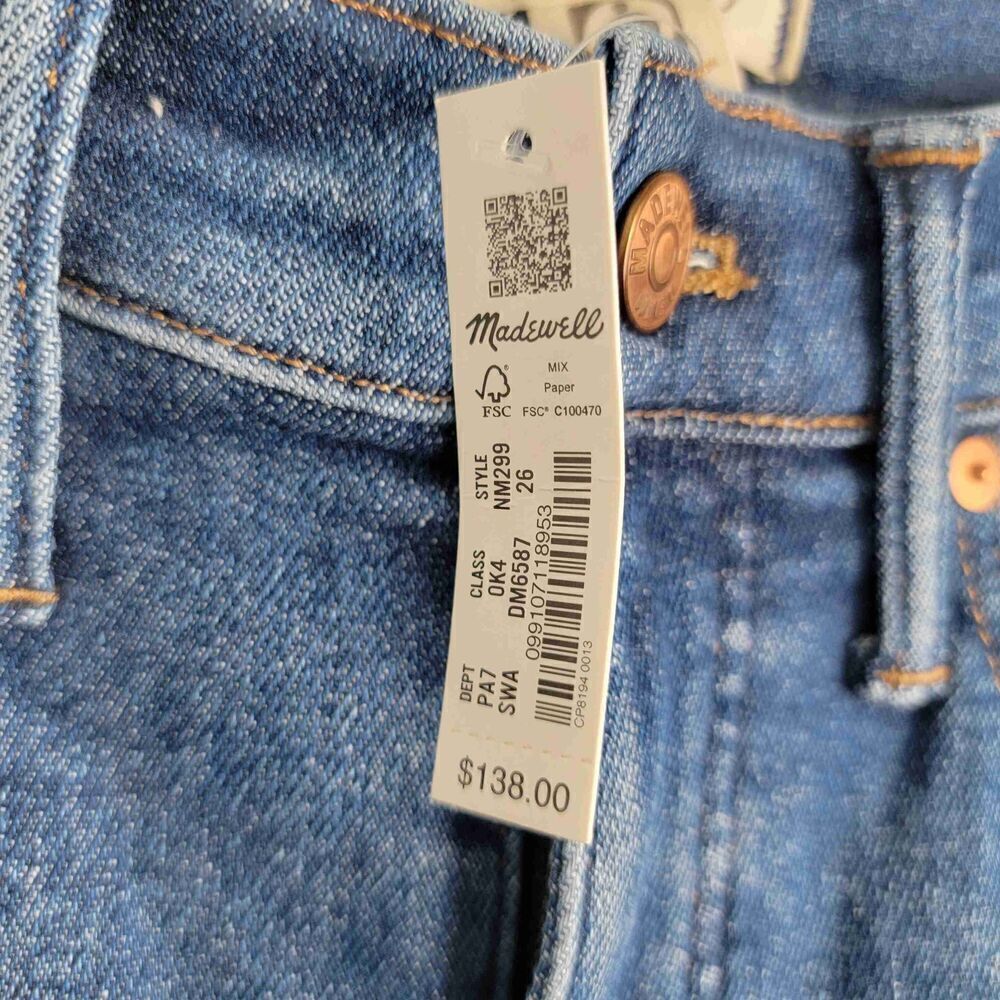 Madewell
MIX
Paper
FSC® FSC® C100470
DEPT CLASS STYLE
PA7 0K4 NM299
SWA DM6587 26
099107118953
CP8194 0013
$138.00
MADE